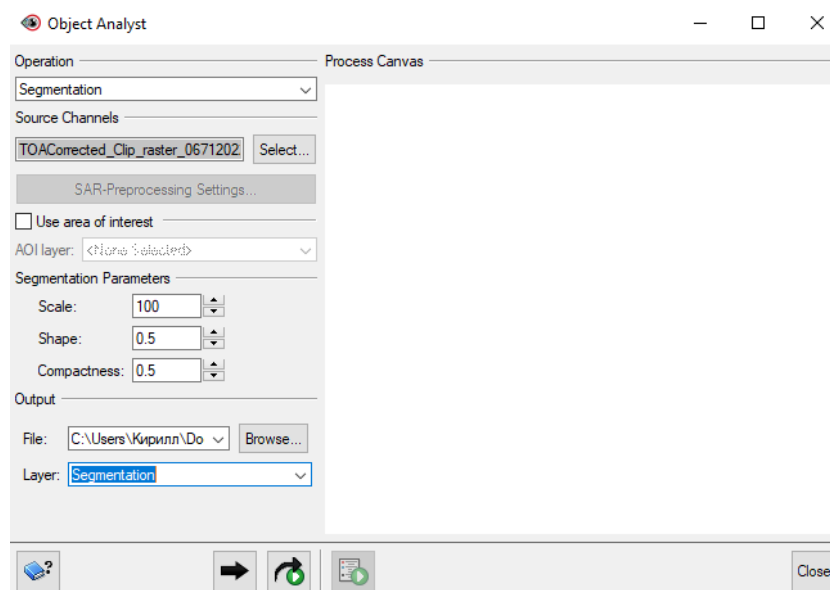 Object Analyst
Operation
Process Canvas
Segmentation
Source Channels
TOACorrected_Clip_raster_0671202
Select...
SAR-Preprocessing Settings...
Use area of interest
AOI layer: <None Selected>
Segmentation Parameters
Scale: 100
Shape: 0.5
Compactness: 0.5
Output
File: C:\Users\Кирилл\Do Browse...
Layer: Segmentation
Close